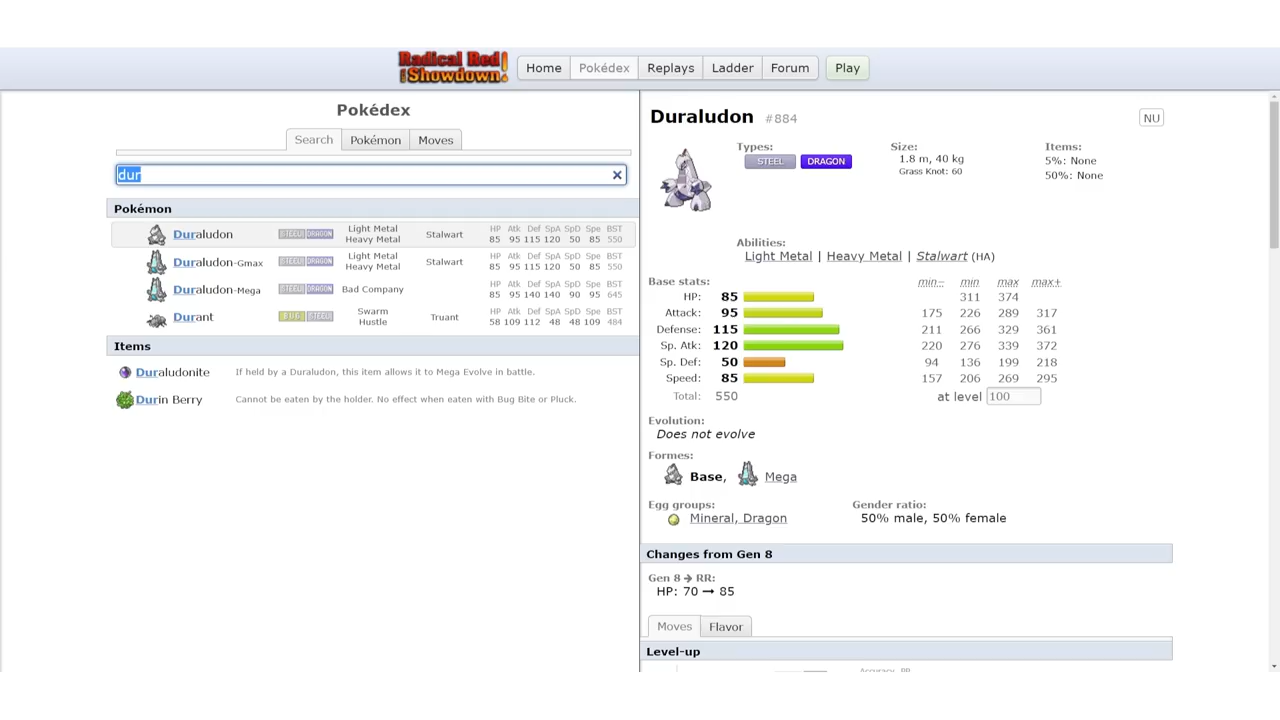 Radical Red Showdown!
Home Pokédex Replays Ladder Forum Play
Pokédex
Search Pokémon Moves
dur
Pokémon
Duraludon STEEL DRAGON Light Metal Heavy Metal Stalwart HP 85 Atk 95 Def 115 SpA 120 SpD 50 Spe 85 BST 550
Duraludon-Gmax STEEL DRAGON Light Metal Heavy Metal Stalwart HP 85 Atk 95 Def 115 SpA 120 SpD 50 Spe 85 BST 550
Duraludon-Mega STEEL DRAGON Bad Company HP 85 Atk 95 Def 140 SpA 140 SpD 90 Spe 95 BST 645
Durant BUG STEEL Swarm Hustle Truant HP 58 Atk 109 Def 112 SpA 48 SpD 48 Spe 109 BST 484
Items
Duraludonite If held by a Duraludon, this item allows it to Mega Evolve in battle.
Durin Berry Cannot be eaten by the holder. No effect when eaten with Bug Bite or Pluck.
Duraludon #884 NU
Types: Size: Items:
STEEL DRAGON 1.8 m, 40 kg 5%: None
Grass Knot: 60 50%: None
Abilities:
Light Metal | Heavy Metal | Stalwart (HA)
Base stats: min− min max max+
HP: 85 311 374
Attack: 95 175 226 289 317
Defense: 115 211 266 329 361
Sp. Atk: 120 220 276 339 372
Sp. Def: 50 94 136 199 218
Speed: 85 157 206 269 295
Total: 550 at level 100
Evolution:
Does not evolve
Formes:
Base, Mega
Egg groups: Gender ratio:
Mineral, Dragon 50% male, 50% female
Changes from Gen 8
Gen 8 ➔ RR:
HP: 70 ➞ 85
Moves Flavor
Level-up